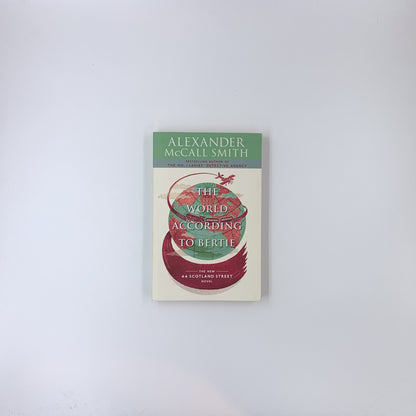 ALEXANDER
McCALL SMITH
BESTSELLING AUTHOR OF
THE NO. 1 LADIES' DETECTIVE AGENCY
THE
WORLD
ACCORDING
TO BERTIE
THE NEW
44 SCOTLAND STREET
NOVEL